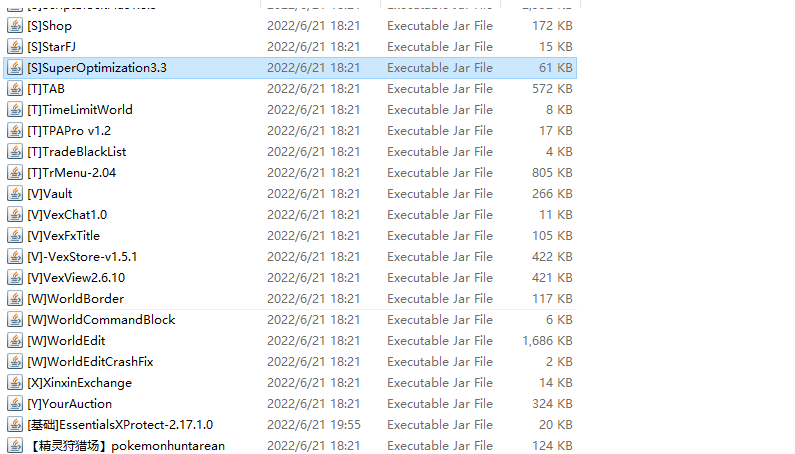 [S]Shop 2022/6/21 18:21 Executable Jar File 172 KB
[S]StarFJ 2022/6/21 18:21 Executable Jar File 15 KB
[S]SuperOptimization3.3 2022/6/21 18:21 Executable Jar File 61 KB
[T]TAB 2022/6/21 18:21 Executable Jar File 572 KB
[T]TimeLimitWorld 2022/6/21 18:21 Executable Jar File 8 KB
[T]TPAPro v1.2 2022/6/21 18:21 Executable Jar File 17 KB
[T]TradeBlackList 2022/6/21 18:21 Executable Jar File 4 KB
[T]TrMenu-2.04 2022/6/21 18:21 Executable Jar File 805 KB
[V]Vault 2022/6/21 18:21 Executable Jar File 266 KB
[V]VexChat1.0 2022/6/21 18:21 Executable Jar File 11 KB
[V]VexFxTitle 2022/6/21 18:21 Executable Jar File 105 KB
[V]-VexStore-v1.5.1 2022/6/21 18:21 Executable Jar File 422 KB
[V]VexView2.6.10 2022/6/21 18:21 Executable Jar File 421 KB
[W]WorldBorder 2022/6/21 18:21 Executable Jar File 117 KB
[W]WorldCommandBlock 2022/6/21 18:21 Executable Jar File 6 KB
[W]WorldEdit 2022/6/21 18:21 Executable Jar File 1,686 KB
[W]WorldEditCrashFix 2022/6/21 18:21 Executable Jar File 2 KB
[X]XinxinExchange 2022/6/21 18:21 Executable Jar File 14 KB
[Y]YourAuction 2022/6/21 18:21 Executable Jar File 324 KB
[基础]EssentialsXProtect-2.17.1.0 2022/6/21 19:55 Executable Jar File 20 KB
【精灵狩猎场】pokemonhuntarean 2022/6/21 18:21 Executable Jar File 124 KB